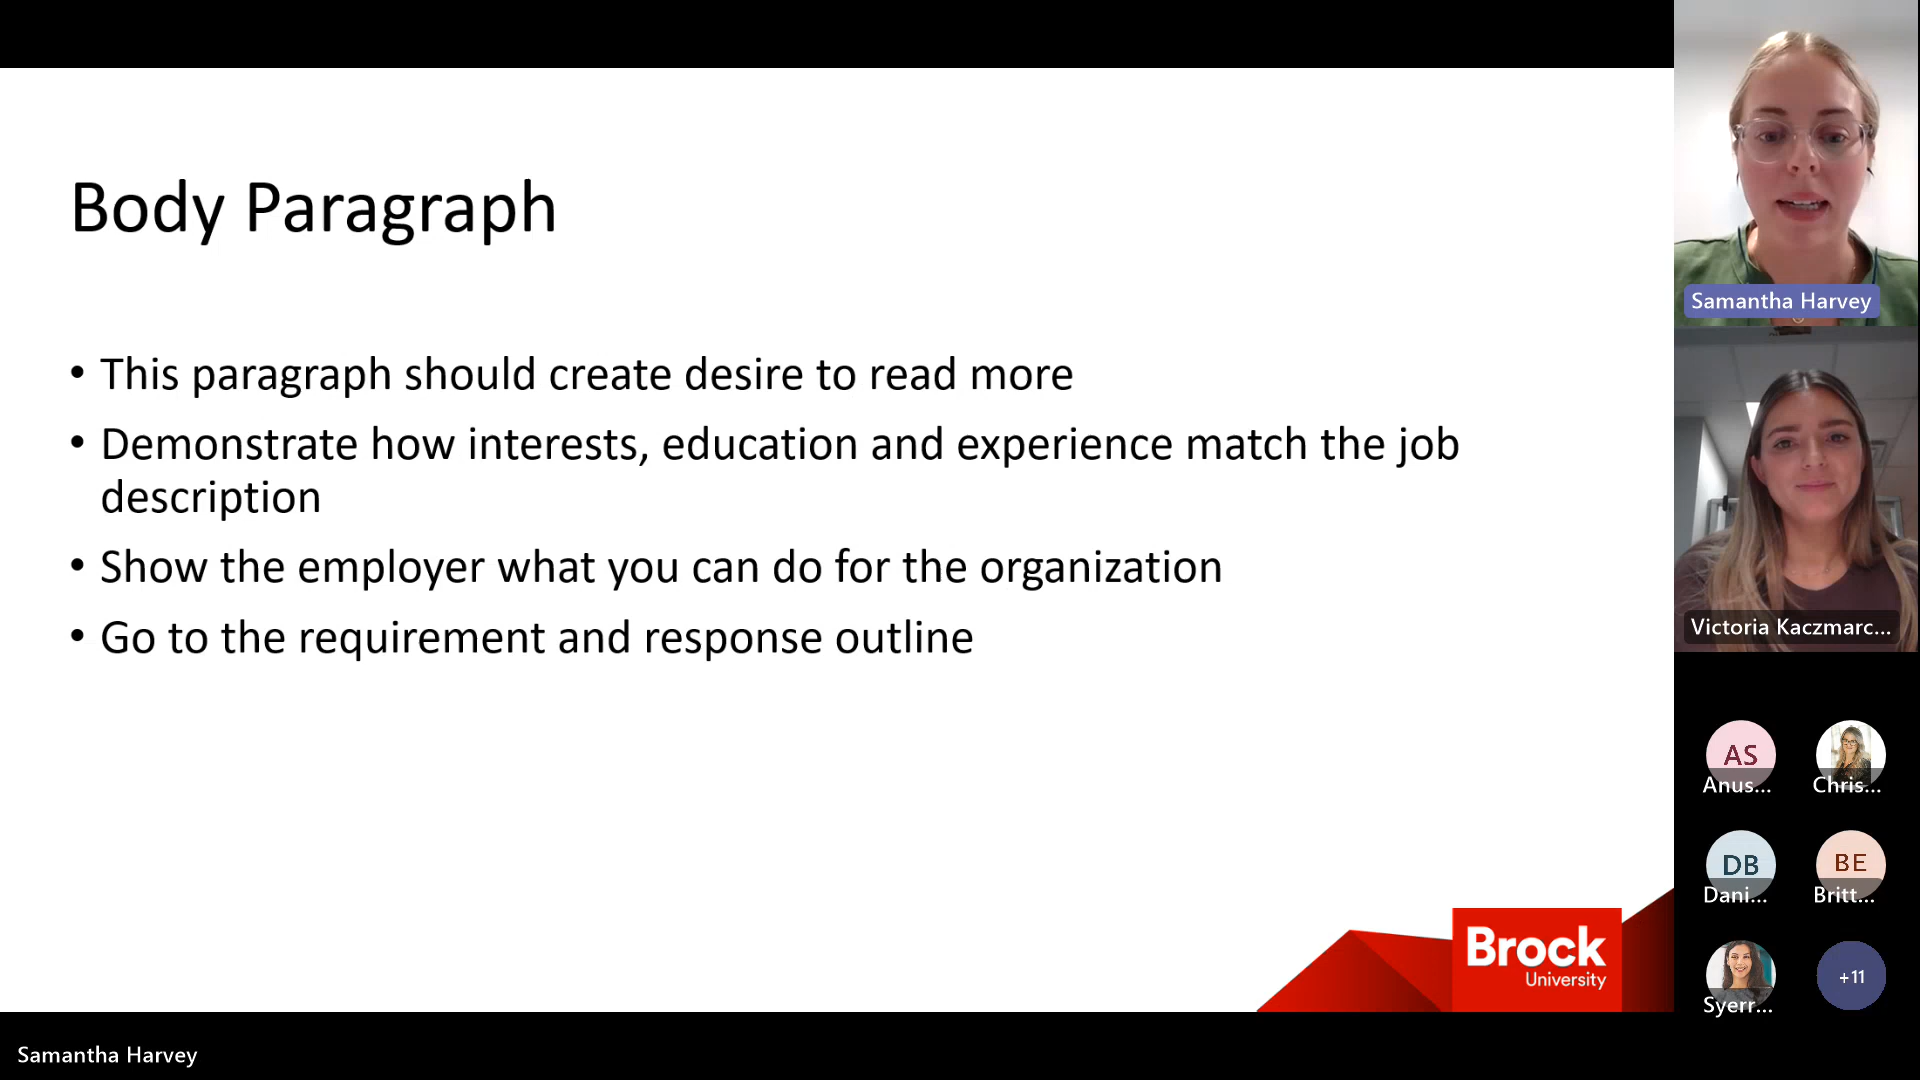 Body Paragraph
• This paragraph should create desire to read more
• Demonstrate how interests, education and experience match the job
description
• Show the employer what you can do for the organization
• Go to the requirement and response outline
Brock
University
Samantha Harvey
Victoria Kaczmarc...
AS
Anus...
Chris...
DB
Dani...
BE
Britt...
Syerr...
+11
Samantha Harvey